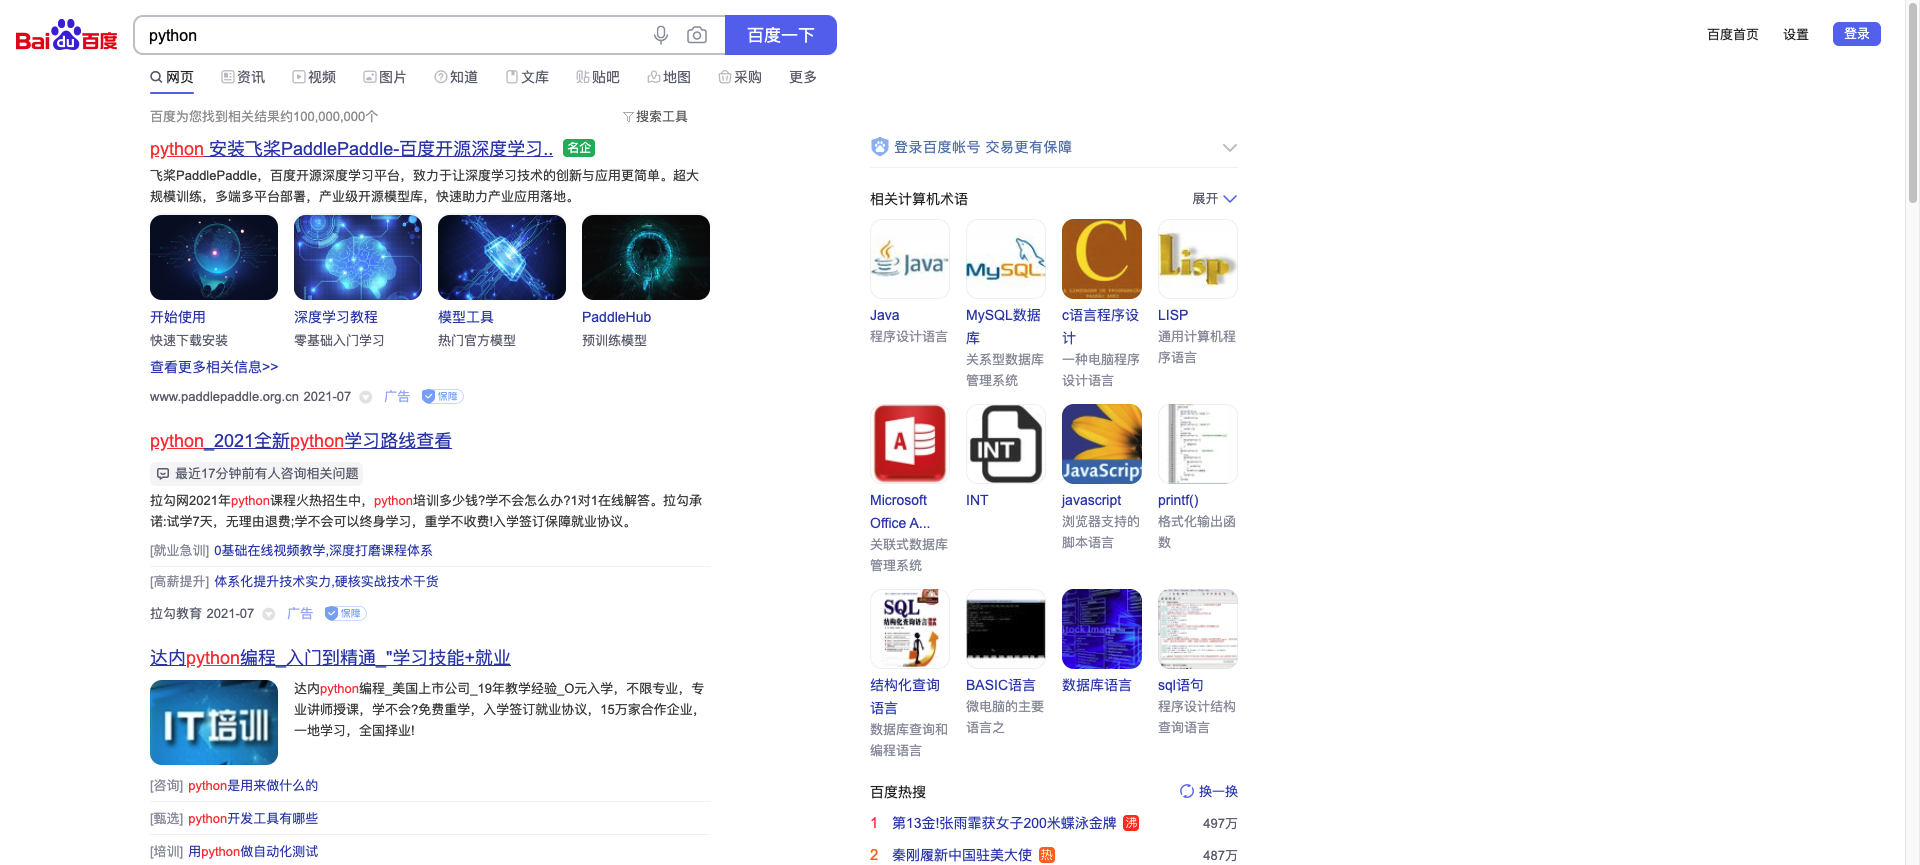 Bai du 百度
python
百度一下
百度首页
设置
登录
网页
资讯
视频
图片
知道
文库
贴吧
地图
采购
更多
百度为您找到相关结果约100,000,000个
搜索工具
python 安装飞桨PaddlePaddle-百度开源深度学习.. 名企
飞桨PaddlePaddle，百度开源深度学习平台，致力于让深度学习技术的创新与应用更简单。超大
规模训练，多端多平台部署，产业级开源模型库，快速助力产业应用落地。
开始使用
快速下载安装
深度学习教程
零基础入门学习
模型工具
热门官方模型
PaddleHub
预训练模型
查看更多相关信息>>
www.paddlepaddle.org.cn 2021-07 广告 保障
python_2021全新python学习路线查看
最近17分钟前有人咨询相关问题
拉勾网2021年python课程火热招生中，python培训多少钱?学不会怎么办?1对1在线解答。拉勾承
诺:试学7天，无理由退费;学不会可以终身学习，重学不收费!入学签订保障就业协议。
[就业急训] 0基础在线视频教学,深度打磨课程体系
[高薪提升] 体系化提升技术实力,硬核实战技术干货
拉勾教育 2021-07 广告 保障
达内python编程_入门到精通_"学习技能+就业
IT培训
达内python编程_美国上市公司_19年教学经验_O元入学，不限专业，专
业讲师授课，学不会?免费重学，入学签订就业协议，15万家合作企业，
一地学习，全国择业!
[咨询] python是用来做什么的
[甄选] python开发工具有哪些
[培训] 用python做自动化测试
登录百度帐号 交易更有保障
相关计算机术语
展开
Java
MySQL
C
Lisp
Java
程序设计语言
MySQL数据
库
关系型数据库
管理系统
c语言程序设
计
一种电脑程序
设计语言
LISP
通用计算机程
序语言
A
INT
JavaScript
Microsoft
Office A...
关联式数据库
管理系统
INT
javascript
浏览器支持的
脚本语言
printf()
格式化输出函
数
SQL
结构化查询语言
结构化查询
语言
数据库查询和
编程语言
BASIC语言
微电脑的主要
语言之
数据库语言
sql语句
程序设计结构
查询语言
百度热搜
换一换
1 第13金!张雨霏获女子200米蝶泳金牌 沸 497万
2 秦刚履新中国驻美大使 热 487万